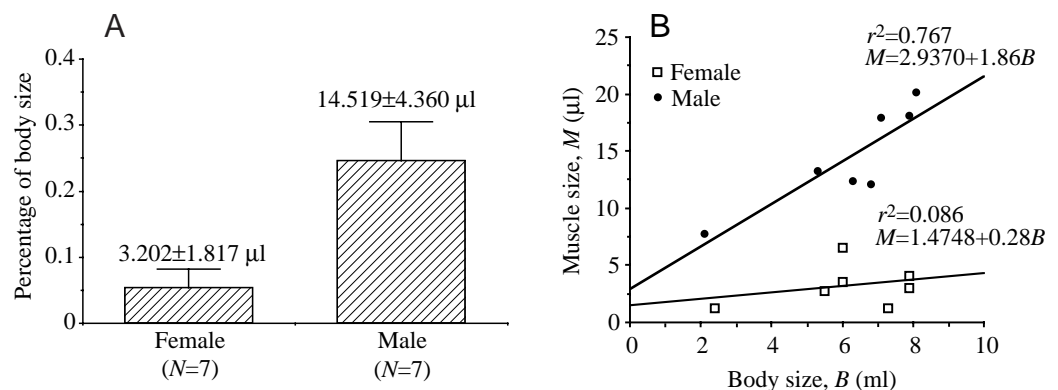 A
Percentage of body size
0.4
0.3
0.2
0.1
0
3.202±1.817 µl
14.519±4.360 µl
Female
(N=7)
Male
(N=7)
B
Muscle size, M (µl)
25
20
15
10
5
0
Female
Male
r²=0.767
M=2.9370+1.86B
r²=0.086
M=1.4748+0.28B
0 2 4 6 8 10
Body size, B (ml)